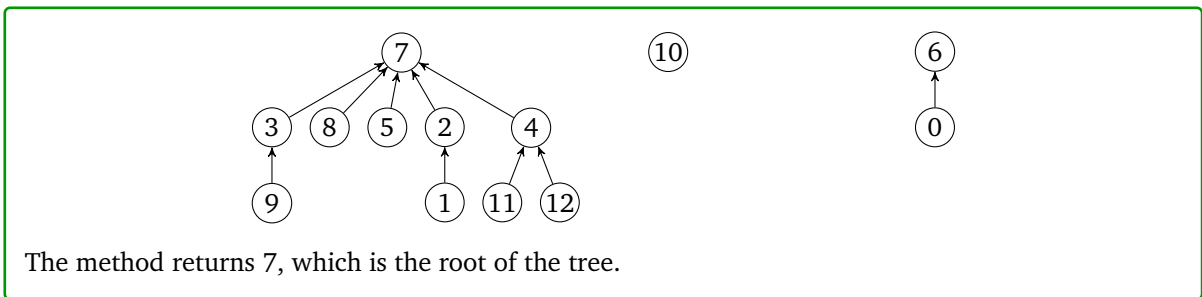 7 10 6
3 8 5 2 4 0
9 1 11 12
The method returns 7, which is the root of the tree.